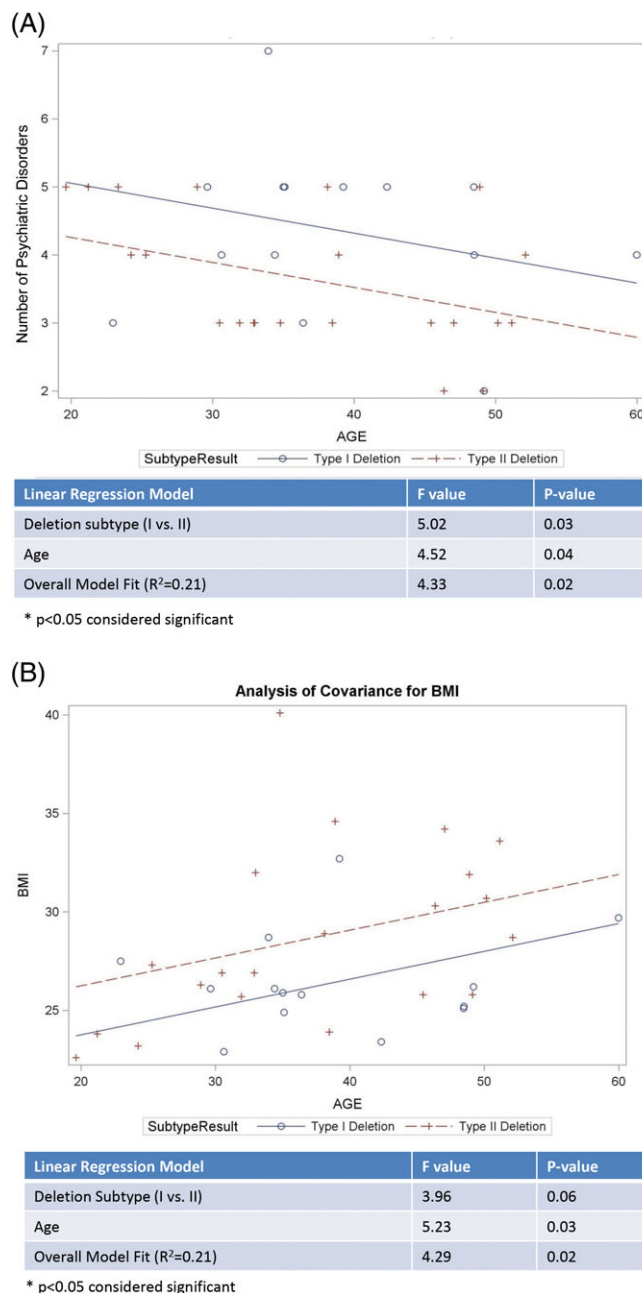 (A)
7
6
5
4
3
2
Number of Psychiatric Disorders
20 30 40 50 60
AGE
SubtypeResult Type I Deletion Type II Deletion
Linear Regression Model F value P-value
Deletion subtype (I vs. II) 5.02 0.03
Age 4.52 0.04
Overall Model Fit (R²=0.21) 4.33 0.02
* p<0.05 considered significant
(B)
Analysis of Covariance for BMI
40
35
30
25
BMI
20 30 40 50 60
AGE
SubtypeResult Type I Deletion Type II Deletion
Linear Regression Model F value P-value
Deletion Subtype (I vs. II) 3.96 0.06
Age 5.23 0.03
Overall Model Fit (R²=0.21) 4.29 0.02
* p<0.05 considered significant